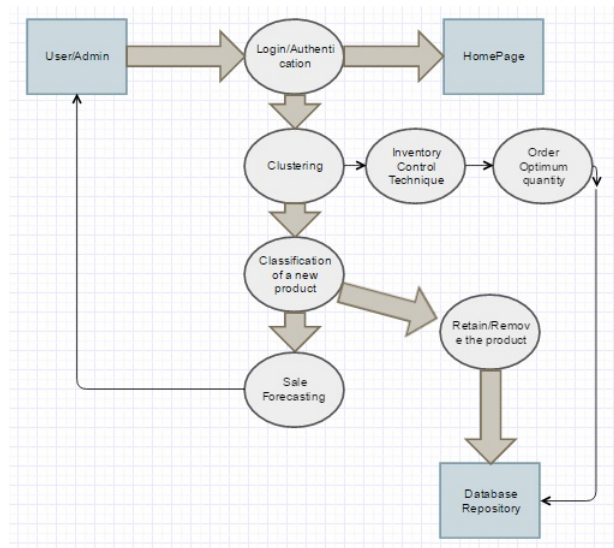 User/Admin
Login/Authenti
cation
HomePage
Clustering
Inventory
Control
Technique
Order
Optimum
quantity
Classification
of a new
product
Retain/Remov
e the product
Sale
Forecasting
Database
Repository